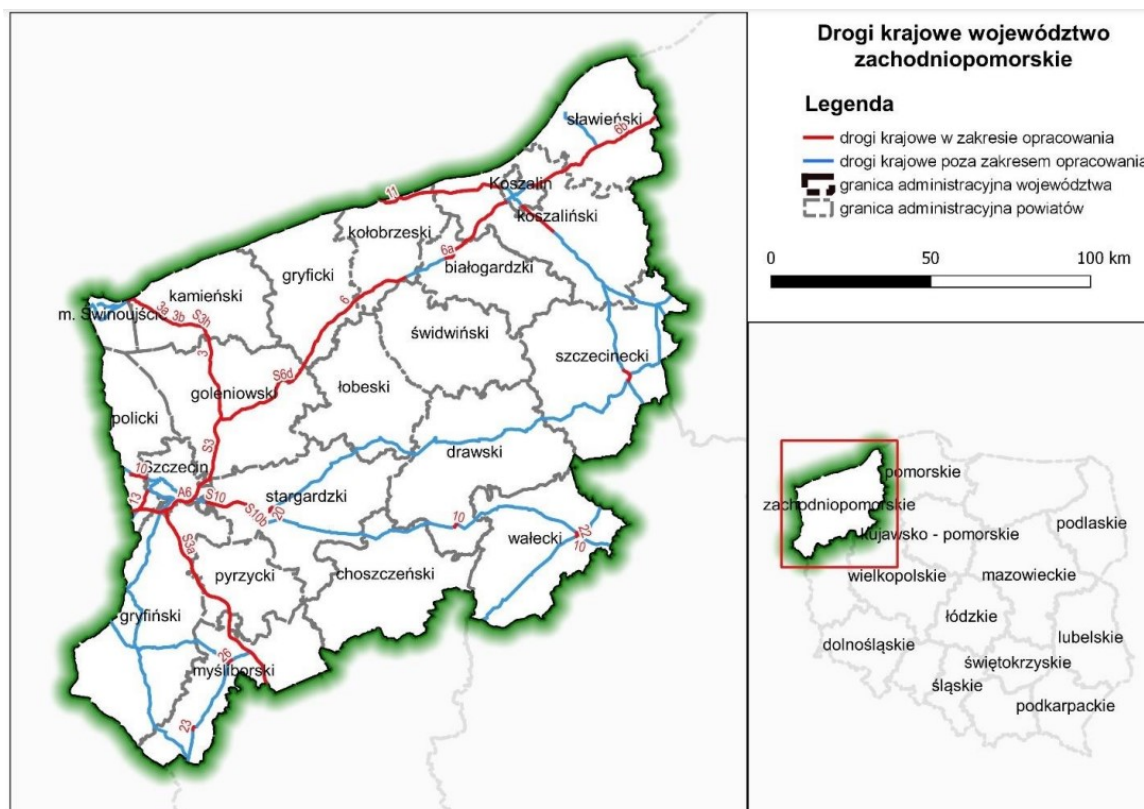 Drogi krajowe województwo
zachodniopomorskie
Legenda
drogi krajowe w zakresie opracowania
drogi krajowe poza zakresem opracowania
granica administracyjna województwa
granica administracyjna powiatów
0 50 100 km
sławieński
6b
Koszalin
koszaliński
11
kołobrzeski
6a
białogardzki
gryficki
6
kamieński
m. Świnoujście
3a 3b S3h
3
świdwiński
szczecinecki
S6d
goleniowski
łobeski
policki
S3
drawski
Szczecin
10
13
A6
S10
stargardzki
S10b
20
10
wałecki
22
10
S3a
pyrzycki
choszczeński
gryfiński
26
myśliborski
23
pomorskie
zachodniopomorskie
podlaskie
kujawsko - pomorskie
wielkopolskie
mazowieckie
łódzkie
dolnośląskie
lubelskie
świętokrzyskie
śląskie
podkarpackie